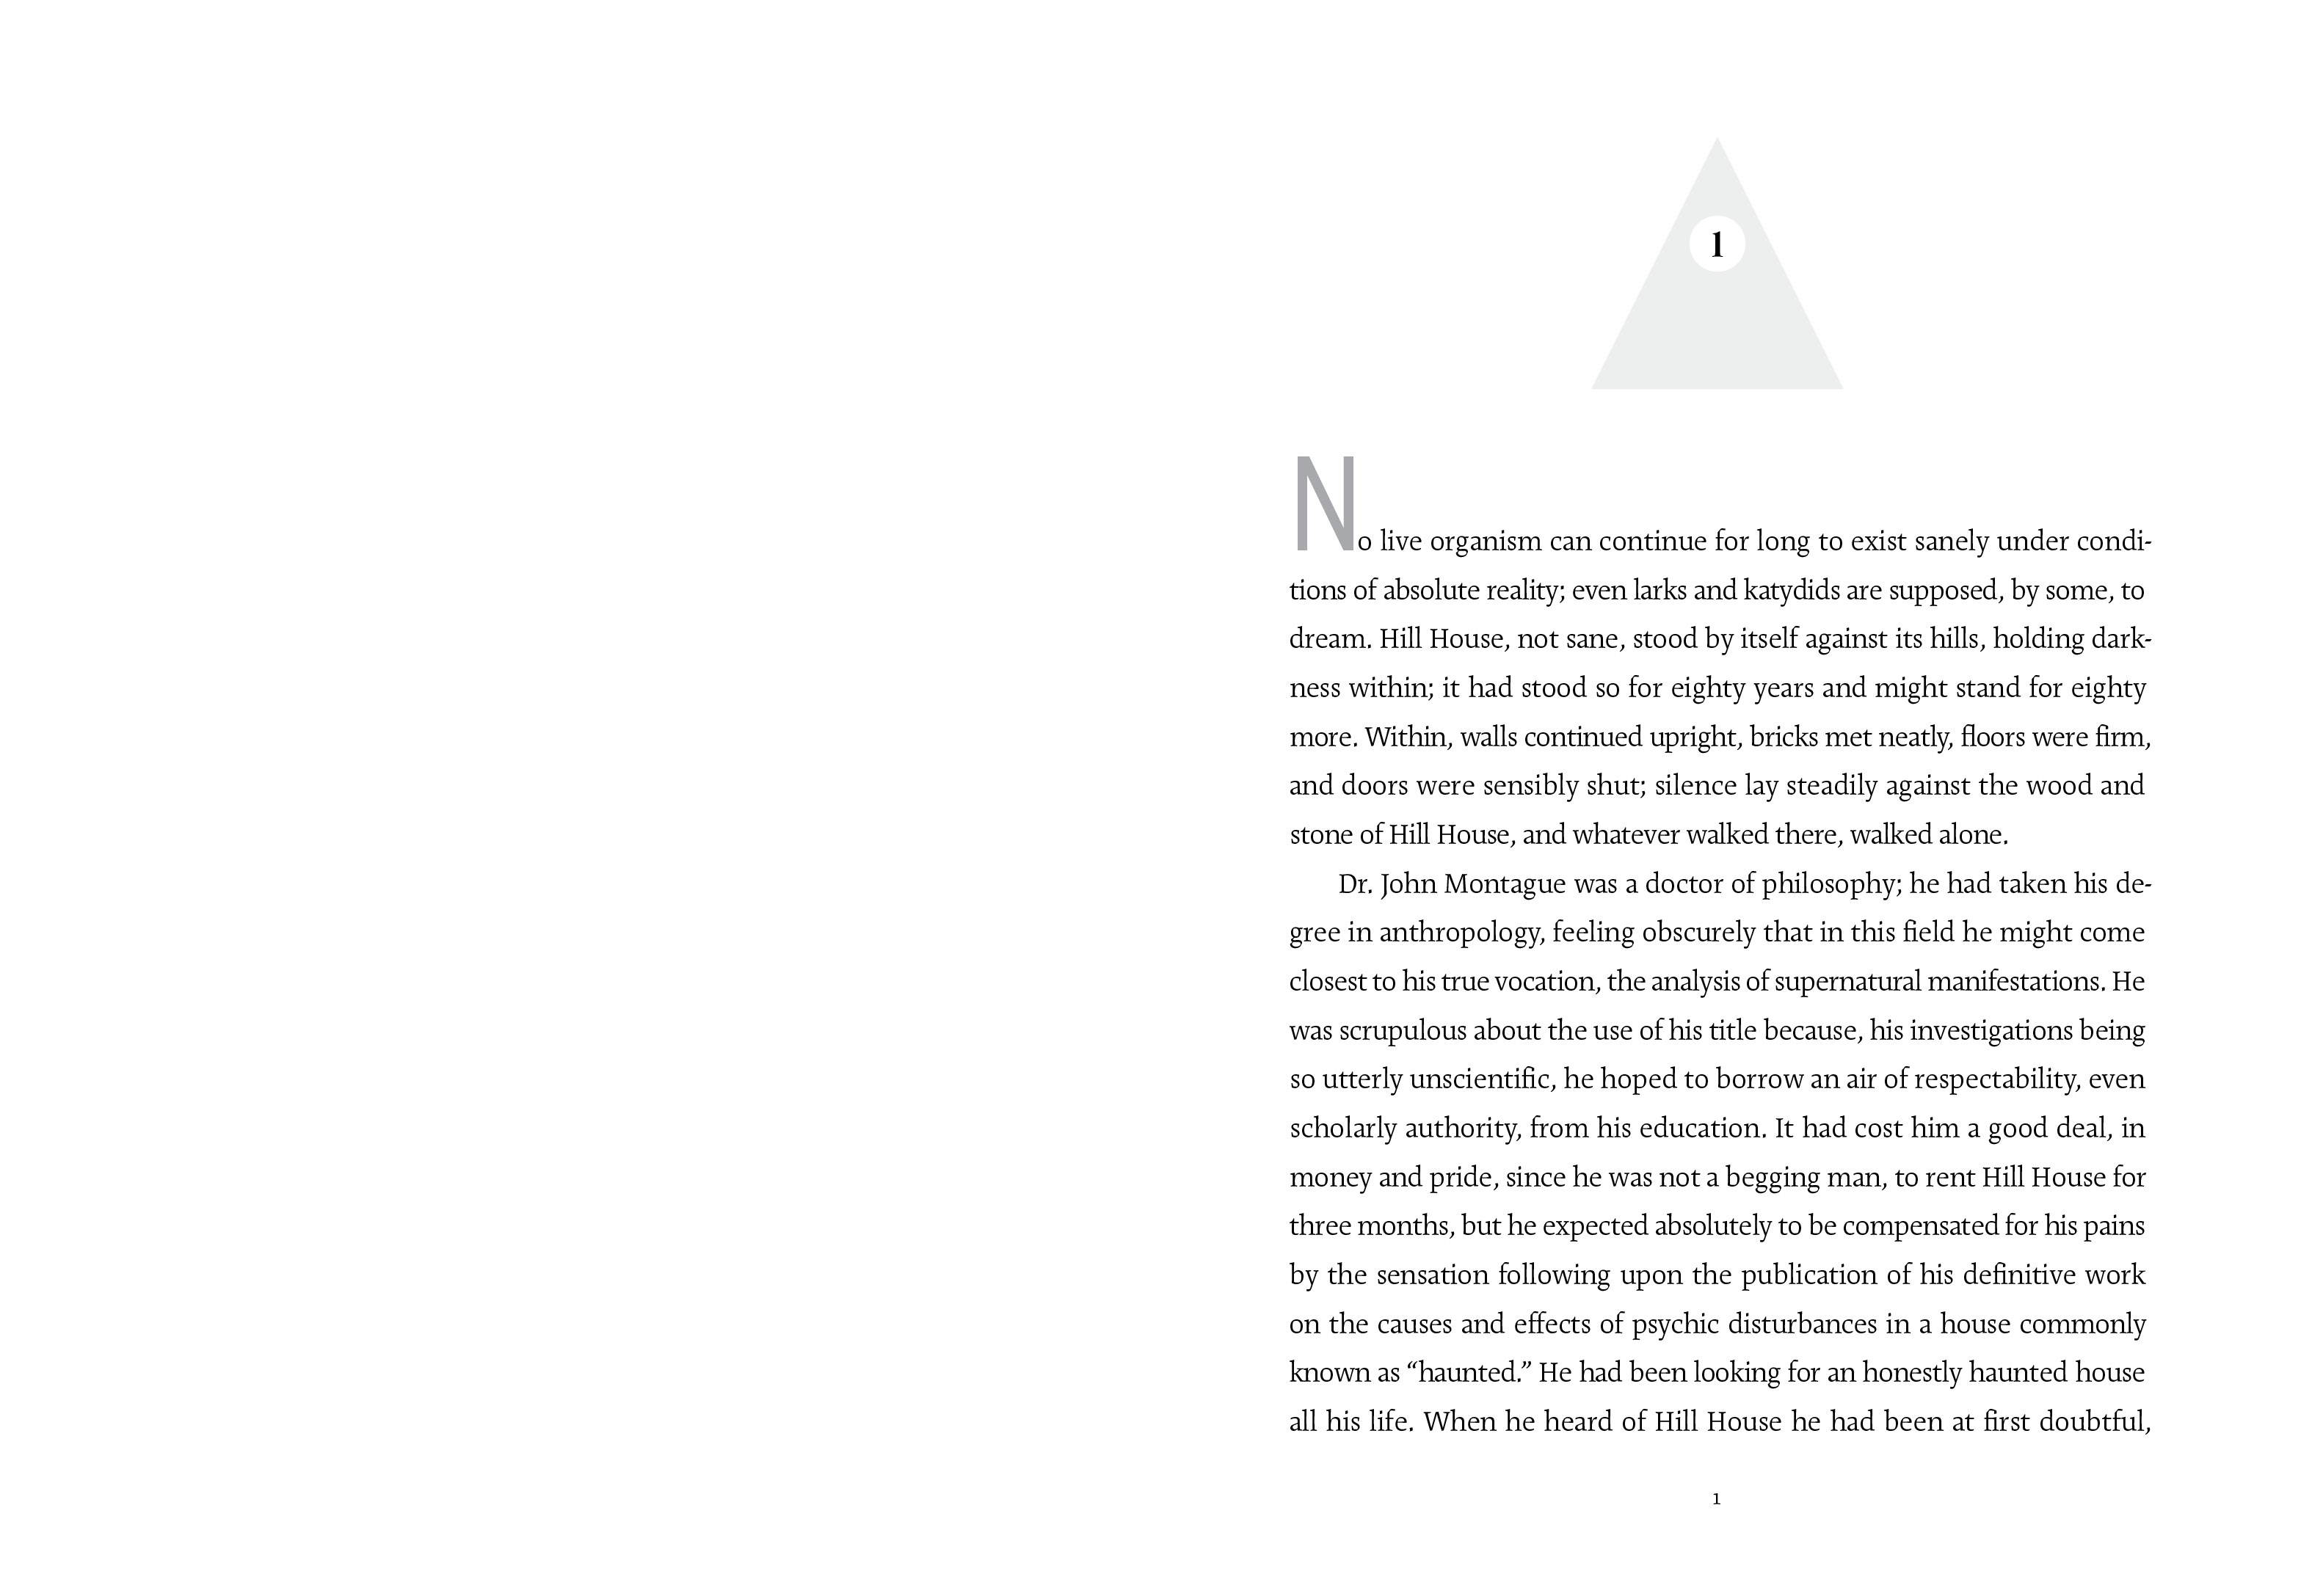 1
No live organism can continue for long to exist sanely under condi-
tions of absolute reality; even larks and katydids are supposed, by some, to
dream. Hill House, not sane, stood by itself against its hills, holding dark-
ness within; it had stood so for eighty years and might stand for eighty
more. Within, walls continued upright, bricks met neatly, floors were firm,
and doors were sensibly shut; silence lay steadily against the wood and
stone of Hill House, and whatever walked there, walked alone.
Dr. John Montague was a doctor of philosophy; he had taken his de-
gree in anthropology, feeling obscurely that in this field he might come
closest to his true vocation, the analysis of supernatural manifestations. He
was scrupulous about the use of his title because, his investigations being
so utterly unscientific, he hoped to borrow an air of respectability, even
scholarly authority, from his education. It had cost him a good deal, in
money and pride, since he was not a begging man, to rent Hill House for
three months, but he expected absolutely to be compensated for his pains
by the sensation following upon the publication of his definitive work
on the causes and effects of psychic disturbances in a house commonly
known as “haunted.” He had been looking for an honestly haunted house
all his life. When he heard of Hill House he had been at first doubtful,
1